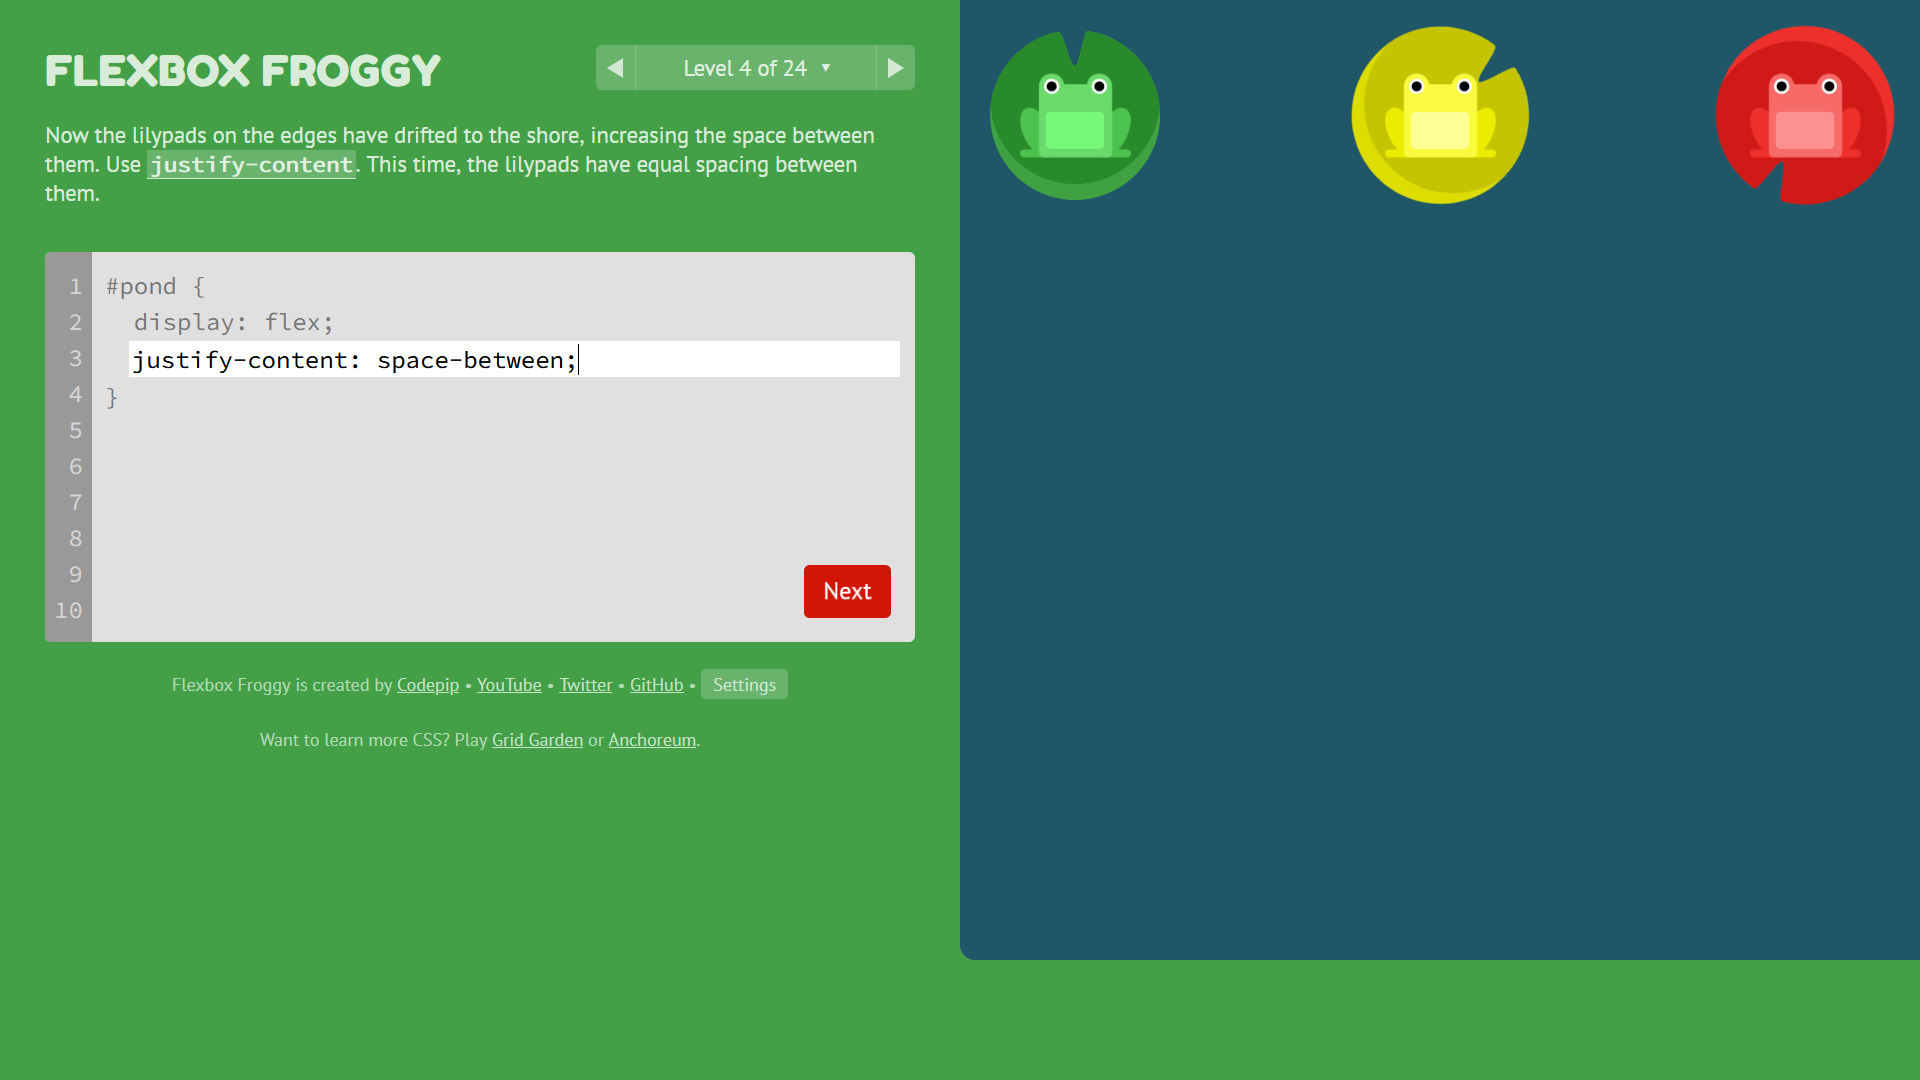 FLEXBOX FROGGY
Level 4 of 24 ▼
Now the lilypads on the edges have drifted to the shore, increasing the space between
them. Use justify-content. This time, the lilypads have equal spacing between
them.
1 #pond {
2 display: flex;
3 justify-content: space-between;
4 }
5
6
7
8
9
10
Next
Flexbox Froggy is created by Codepip • YouTube • Twitter • GitHub • Settings
Want to learn more CSS? Play Grid Garden or Anchoreum.